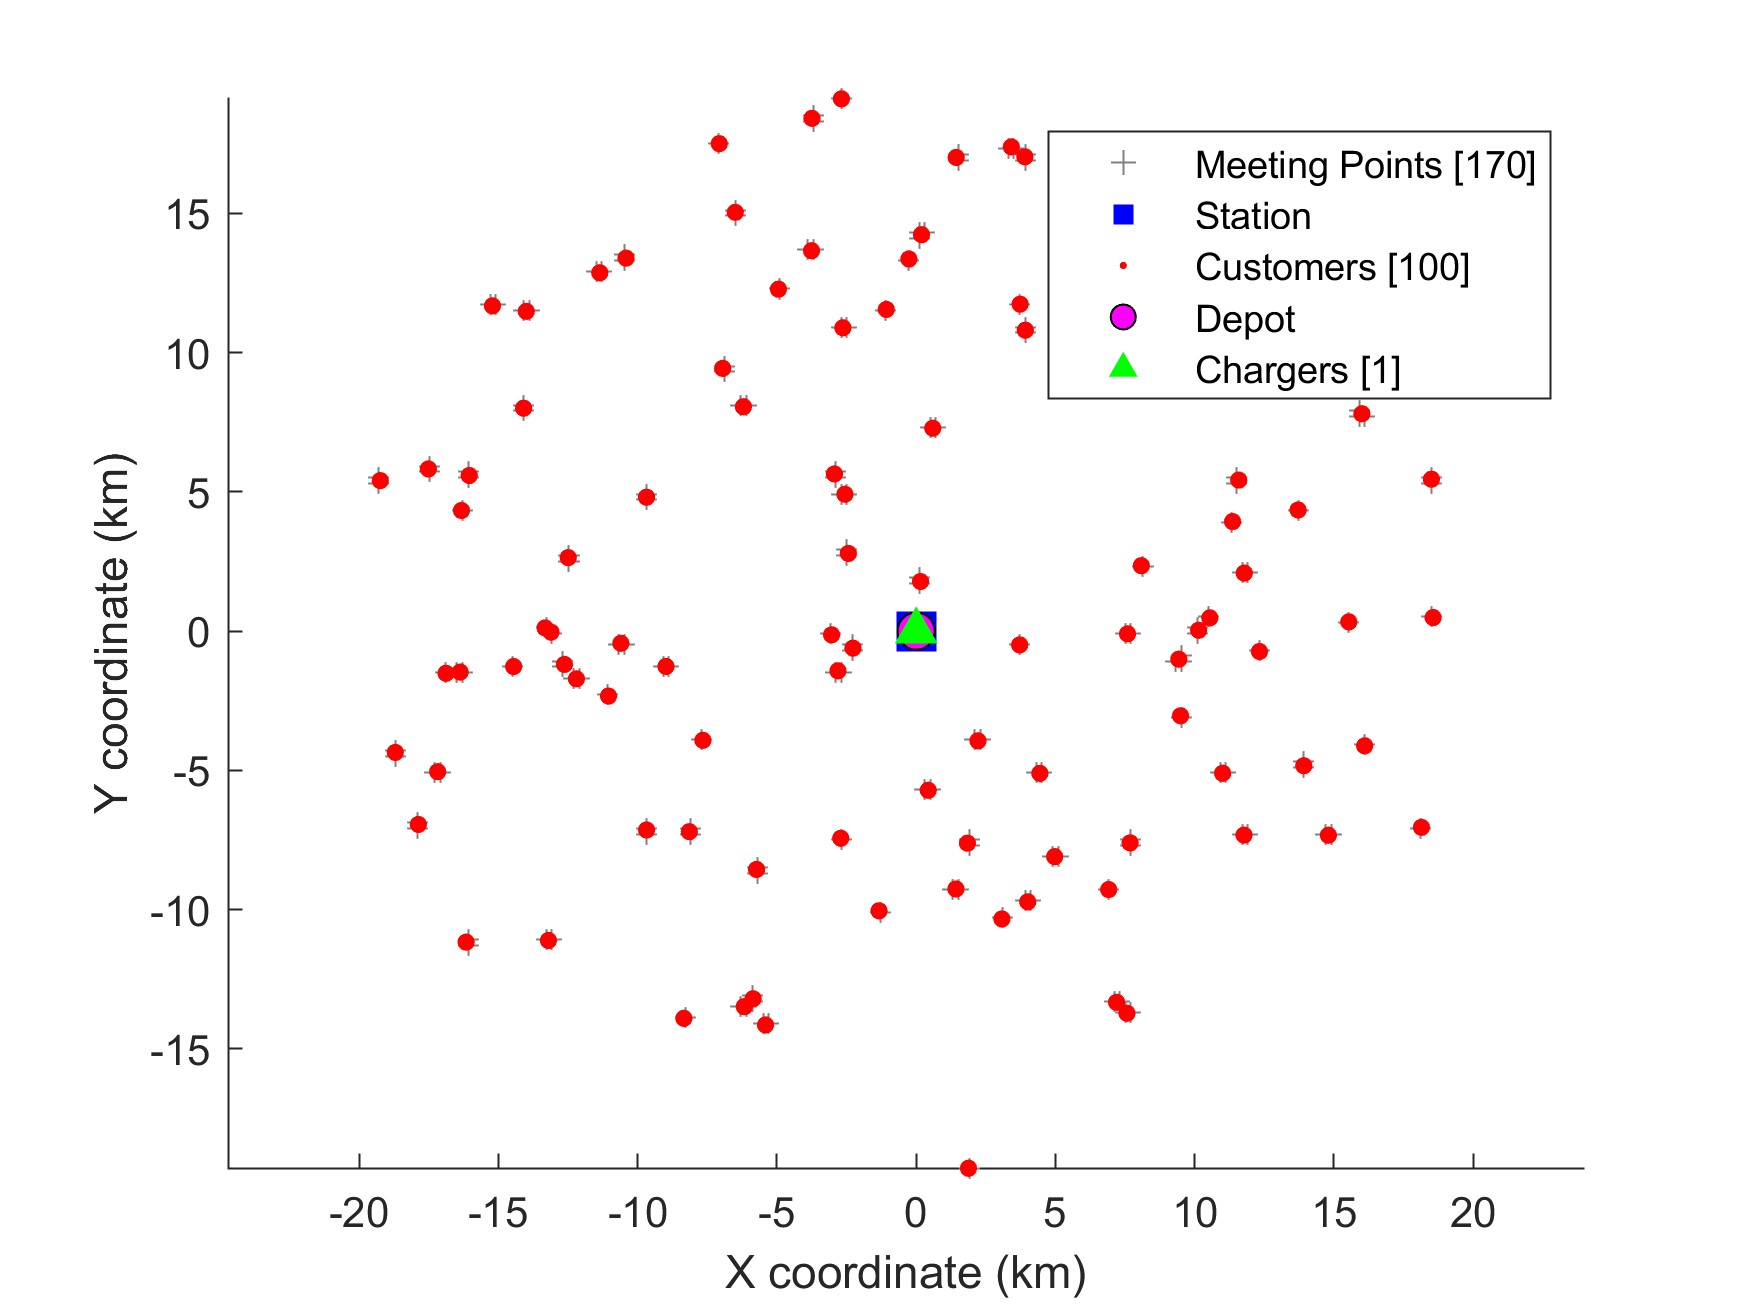 Meeting Points [170]
Station
Customers [100]
Depot
Chargers [1]
15
10
5
0
-5
-10
-15
Y coordinate (km)
-20 -15 -10 -5 0 5 10 15 20
X coordinate (km)